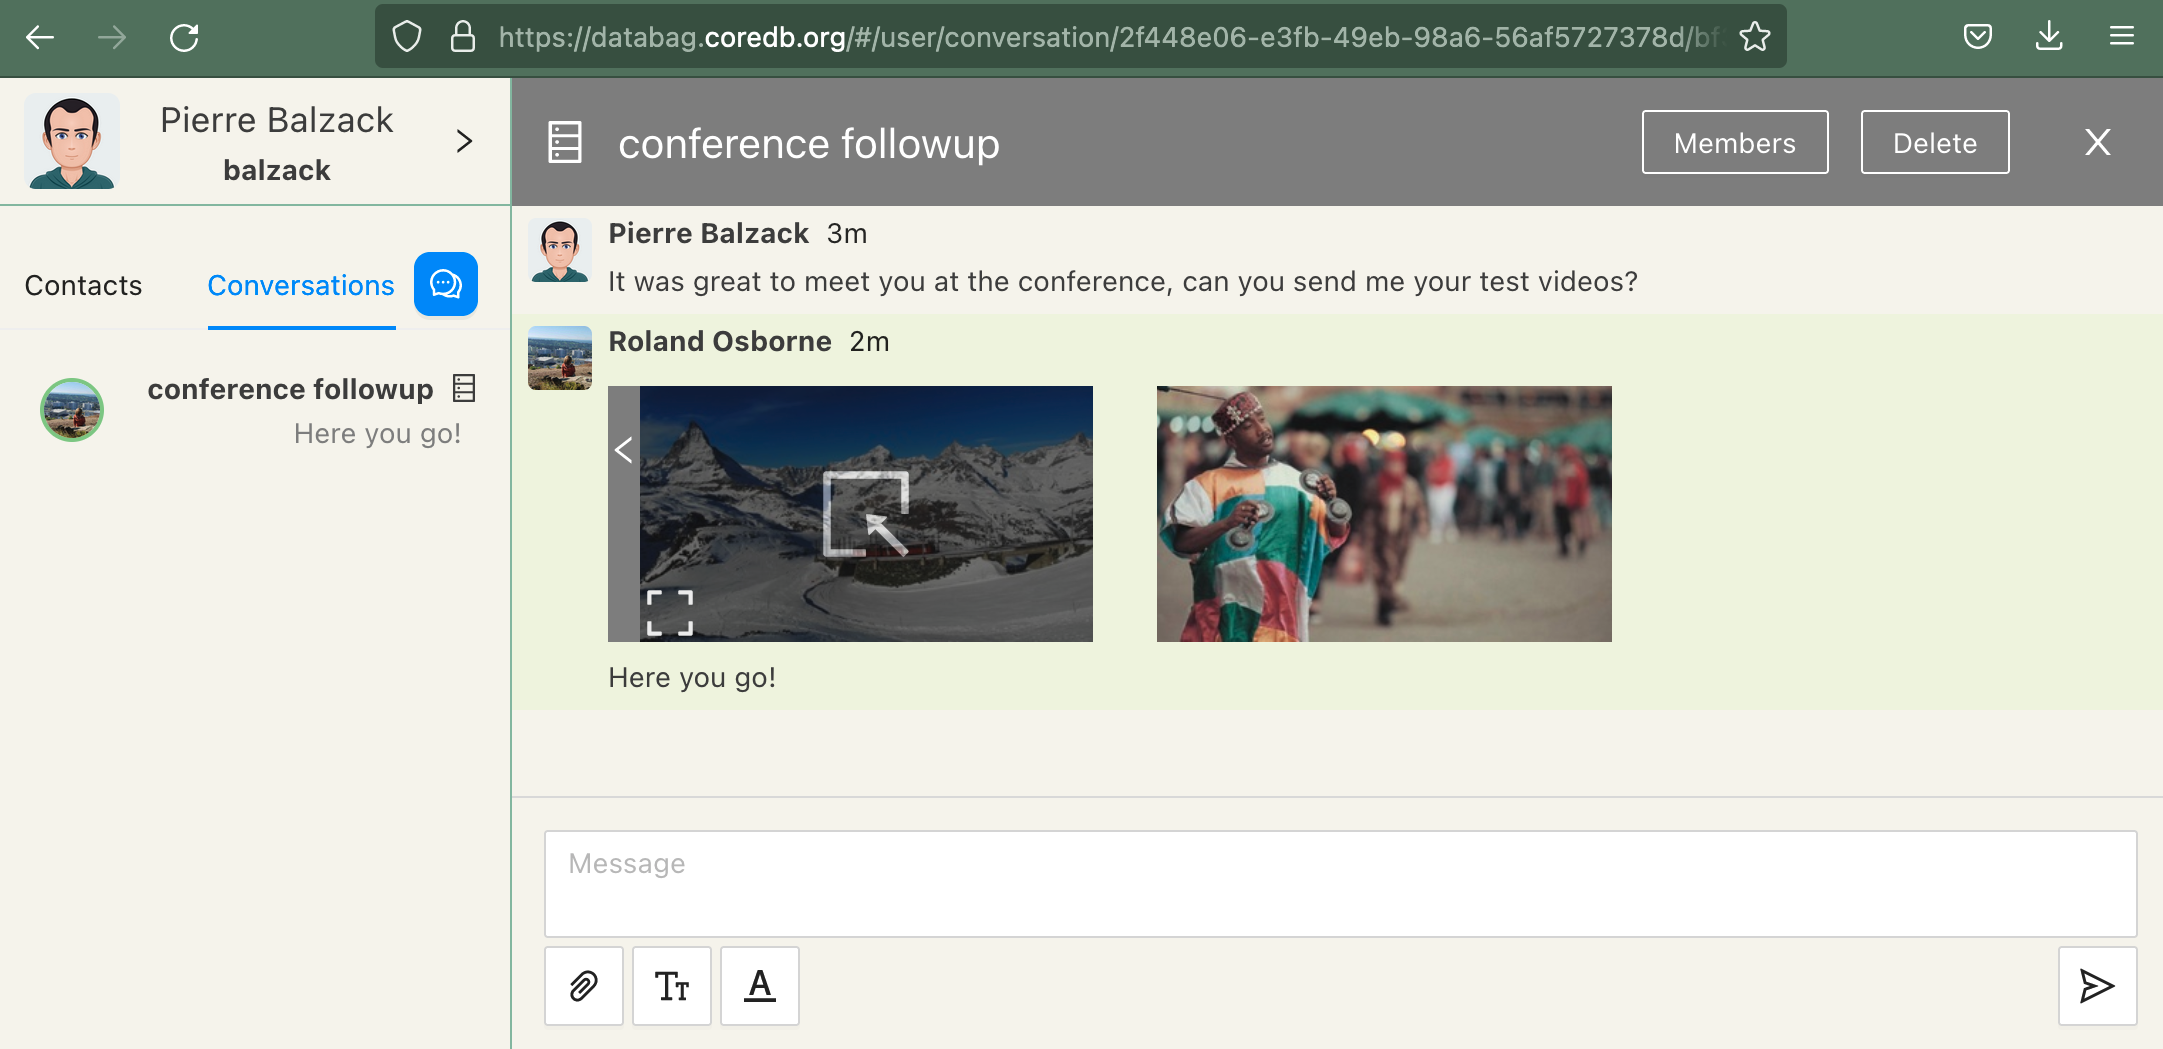 https://databag.coredb.org/#/user/conversation/2f448e06-e3fb-49eb-98a6-56af5727378d/bf
Pierre Balzack
balzack
Contacts
Conversations
conference followup
Here you go!
conference followup
Members
Delete
X
Pierre Balzack 3m
It was great to meet you at the conference, can you send me your test videos?
Roland Osborne 2m
Here you go!
Message